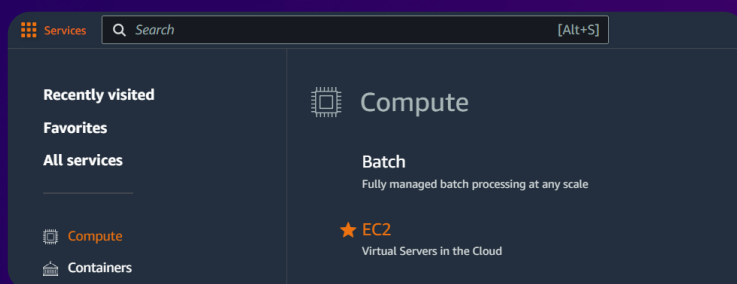 Services
Search [Alt+S]
Recently visited
Favorites
All services
Compute
Containers
Compute
Batch
Fully managed batch processing at any scale
EC2
Virtual Servers in the Cloud